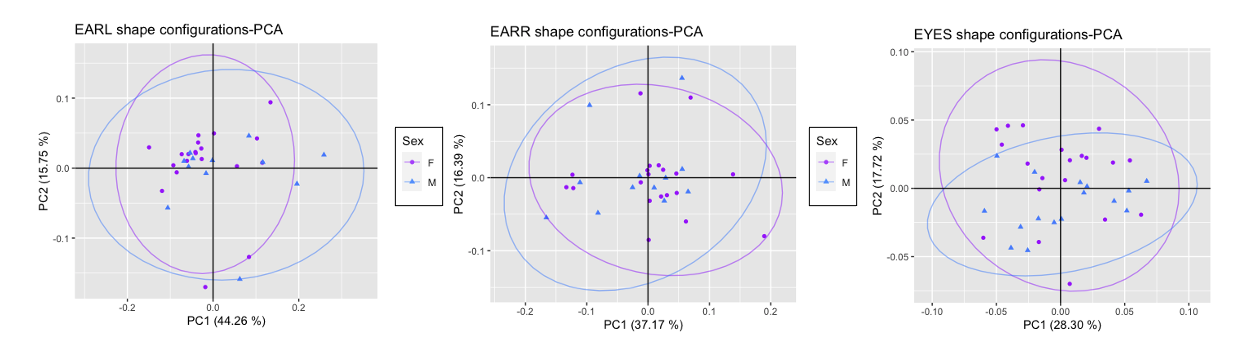 EARL shape configurations-PCA
0.1
0.0
-0.1
PC2 (15.75 %)
-0.2
0.0
0.2
PC1 (44.26 %)
Sex
F
M
EARR shape configurations-PCA
0.1
0.0
-0.1
PC2 (16.39 %)
-0.2
-0.1
0.0
0.1
0.2
PC1 (37.17 %)
Sex
F
M
EYES shape configurations-PCA
0.10
0.05
0.00
-0.05
PC2 (17.72 %)
-0.10
-0.05
0.00
0.05
0.10
PC1 (28.30 %)